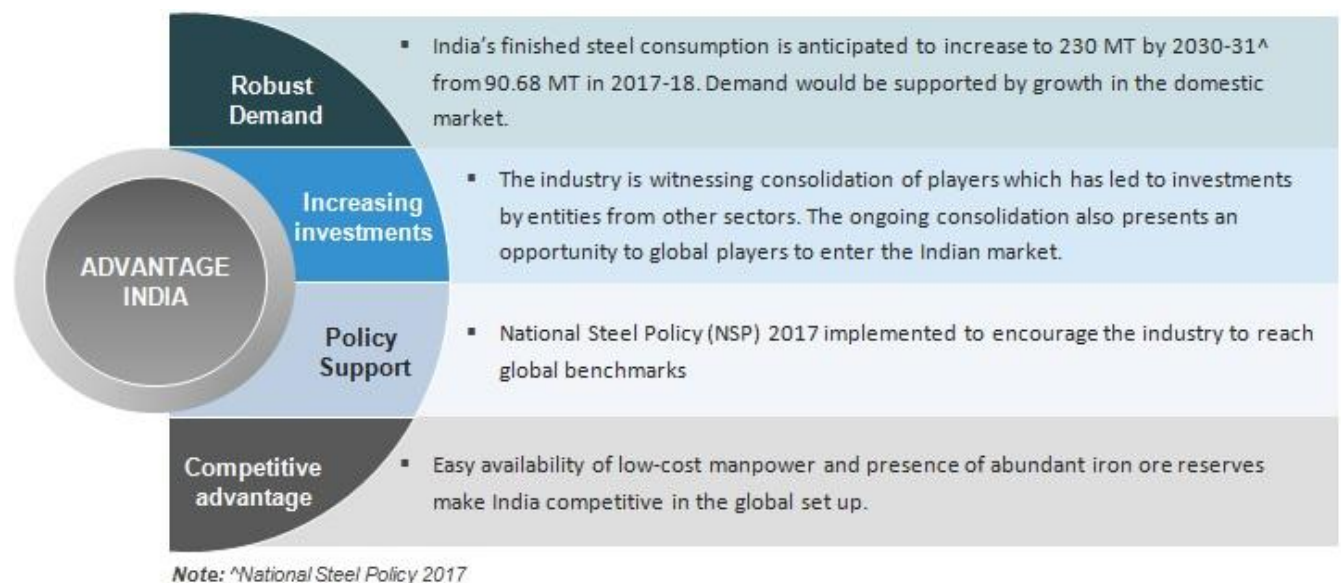 Robust
Demand
▪ India's finished steel consumption is anticipated to increase to 230 MT by 2030-31^
from 90.68 MT in 2017-18. Demand would be supported by growth in the domestic
market.
ADVANTAGE
INDIA
Increasing
investments
▪ The industry is witnessing consolidation of players which has led to investments
by entities from other sectors. The ongoing consolidation also presents an
opportunity to global players to enter the Indian market.
Policy
Support
▪ National Steel Policy (NSP) 2017 implemented to encourage the industry to reach
global benchmarks
Competitive
advantage
▪ Easy availability of low-cost manpower and presence of abundant iron ore reserves
make India competitive in the global set up.
Note: ^National Steel Policy 2017